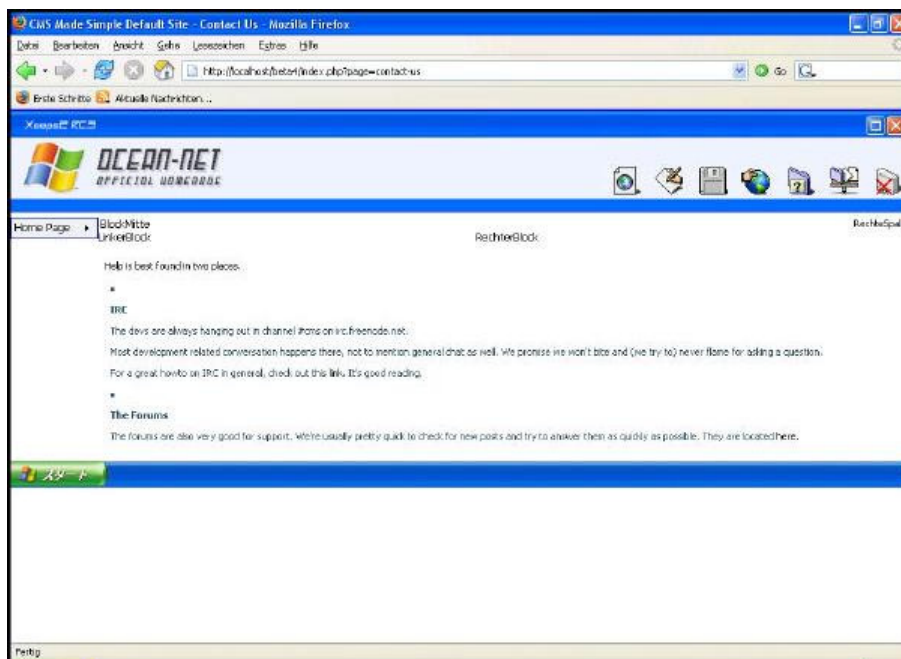 CMS Made Simple Default Site - Contact Us - Mozilla Firefox
Datei Bearbeiten Ansicht Gehe Lesezeichen Extras Hilfe
http://localhost/beta4/index.php?page=contact-us
Go
Erste Schritte Aktuelle Nachrichten...
RC3
OCEAN-NET
OFFICIAL HOMEPAGE
Home Page
BlockMitte
RechteSpal
LinkerBlock RechterBlock
Help is best found in two places.
IRC
The devs are always hanging out in channel #cms on irc.freenode.net.
Most development related conversation happens there, not to mention general chat as well. We promise we won't bite and (we try to) never flame for asking a question.
For a great howto on IRC in general, check out this link. It's good reading.
The Forums
The forums are also very good for support. We're usually pretty quick to check for new posts and try to answer them as quickly as possible. They are located here.
スタート
Fertig